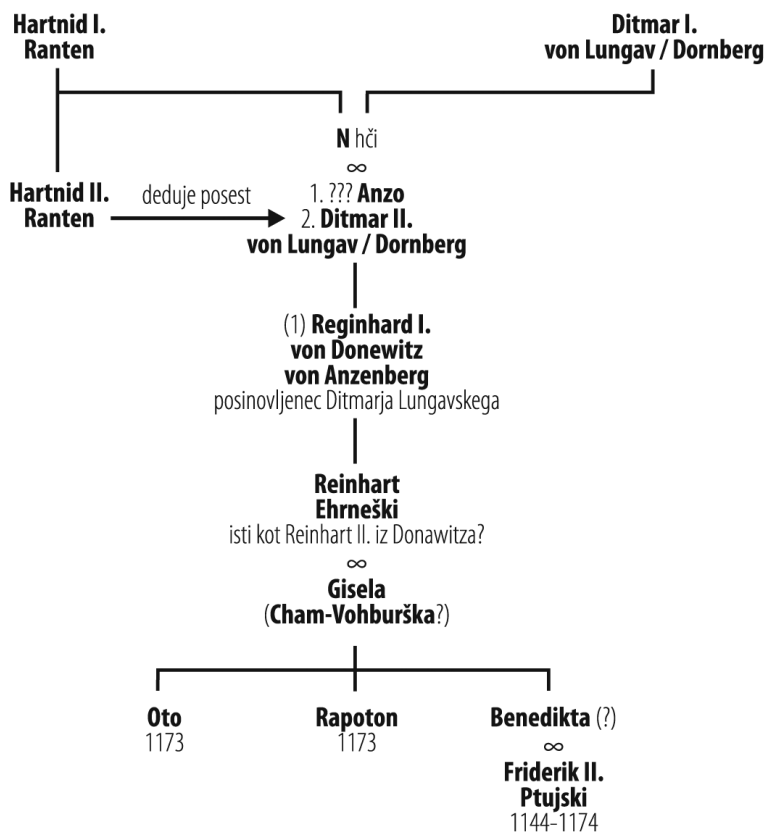 Hartnid I.
Ranten
Ditmar I.
von Lungav / Dornberg
N hči
∞
Hartnid II.
Ranten
deduje posest
1. ??? Anzo
2. Ditmar II.
von Lungav / Dornberg
(1) Reginhard I.
von Donewitz
von Anzenberg
posinovljenec Ditmarja Lungavskega
Reinhart
Ehrneški
isti kot Reinhart II. iz Donawitza?
∞
Gisela
(Cham-Vohburška?)
Oto
1173
Rapoton
1173
Benedikta (?)
∞
Friderik II.
Ptujski
1144-1174